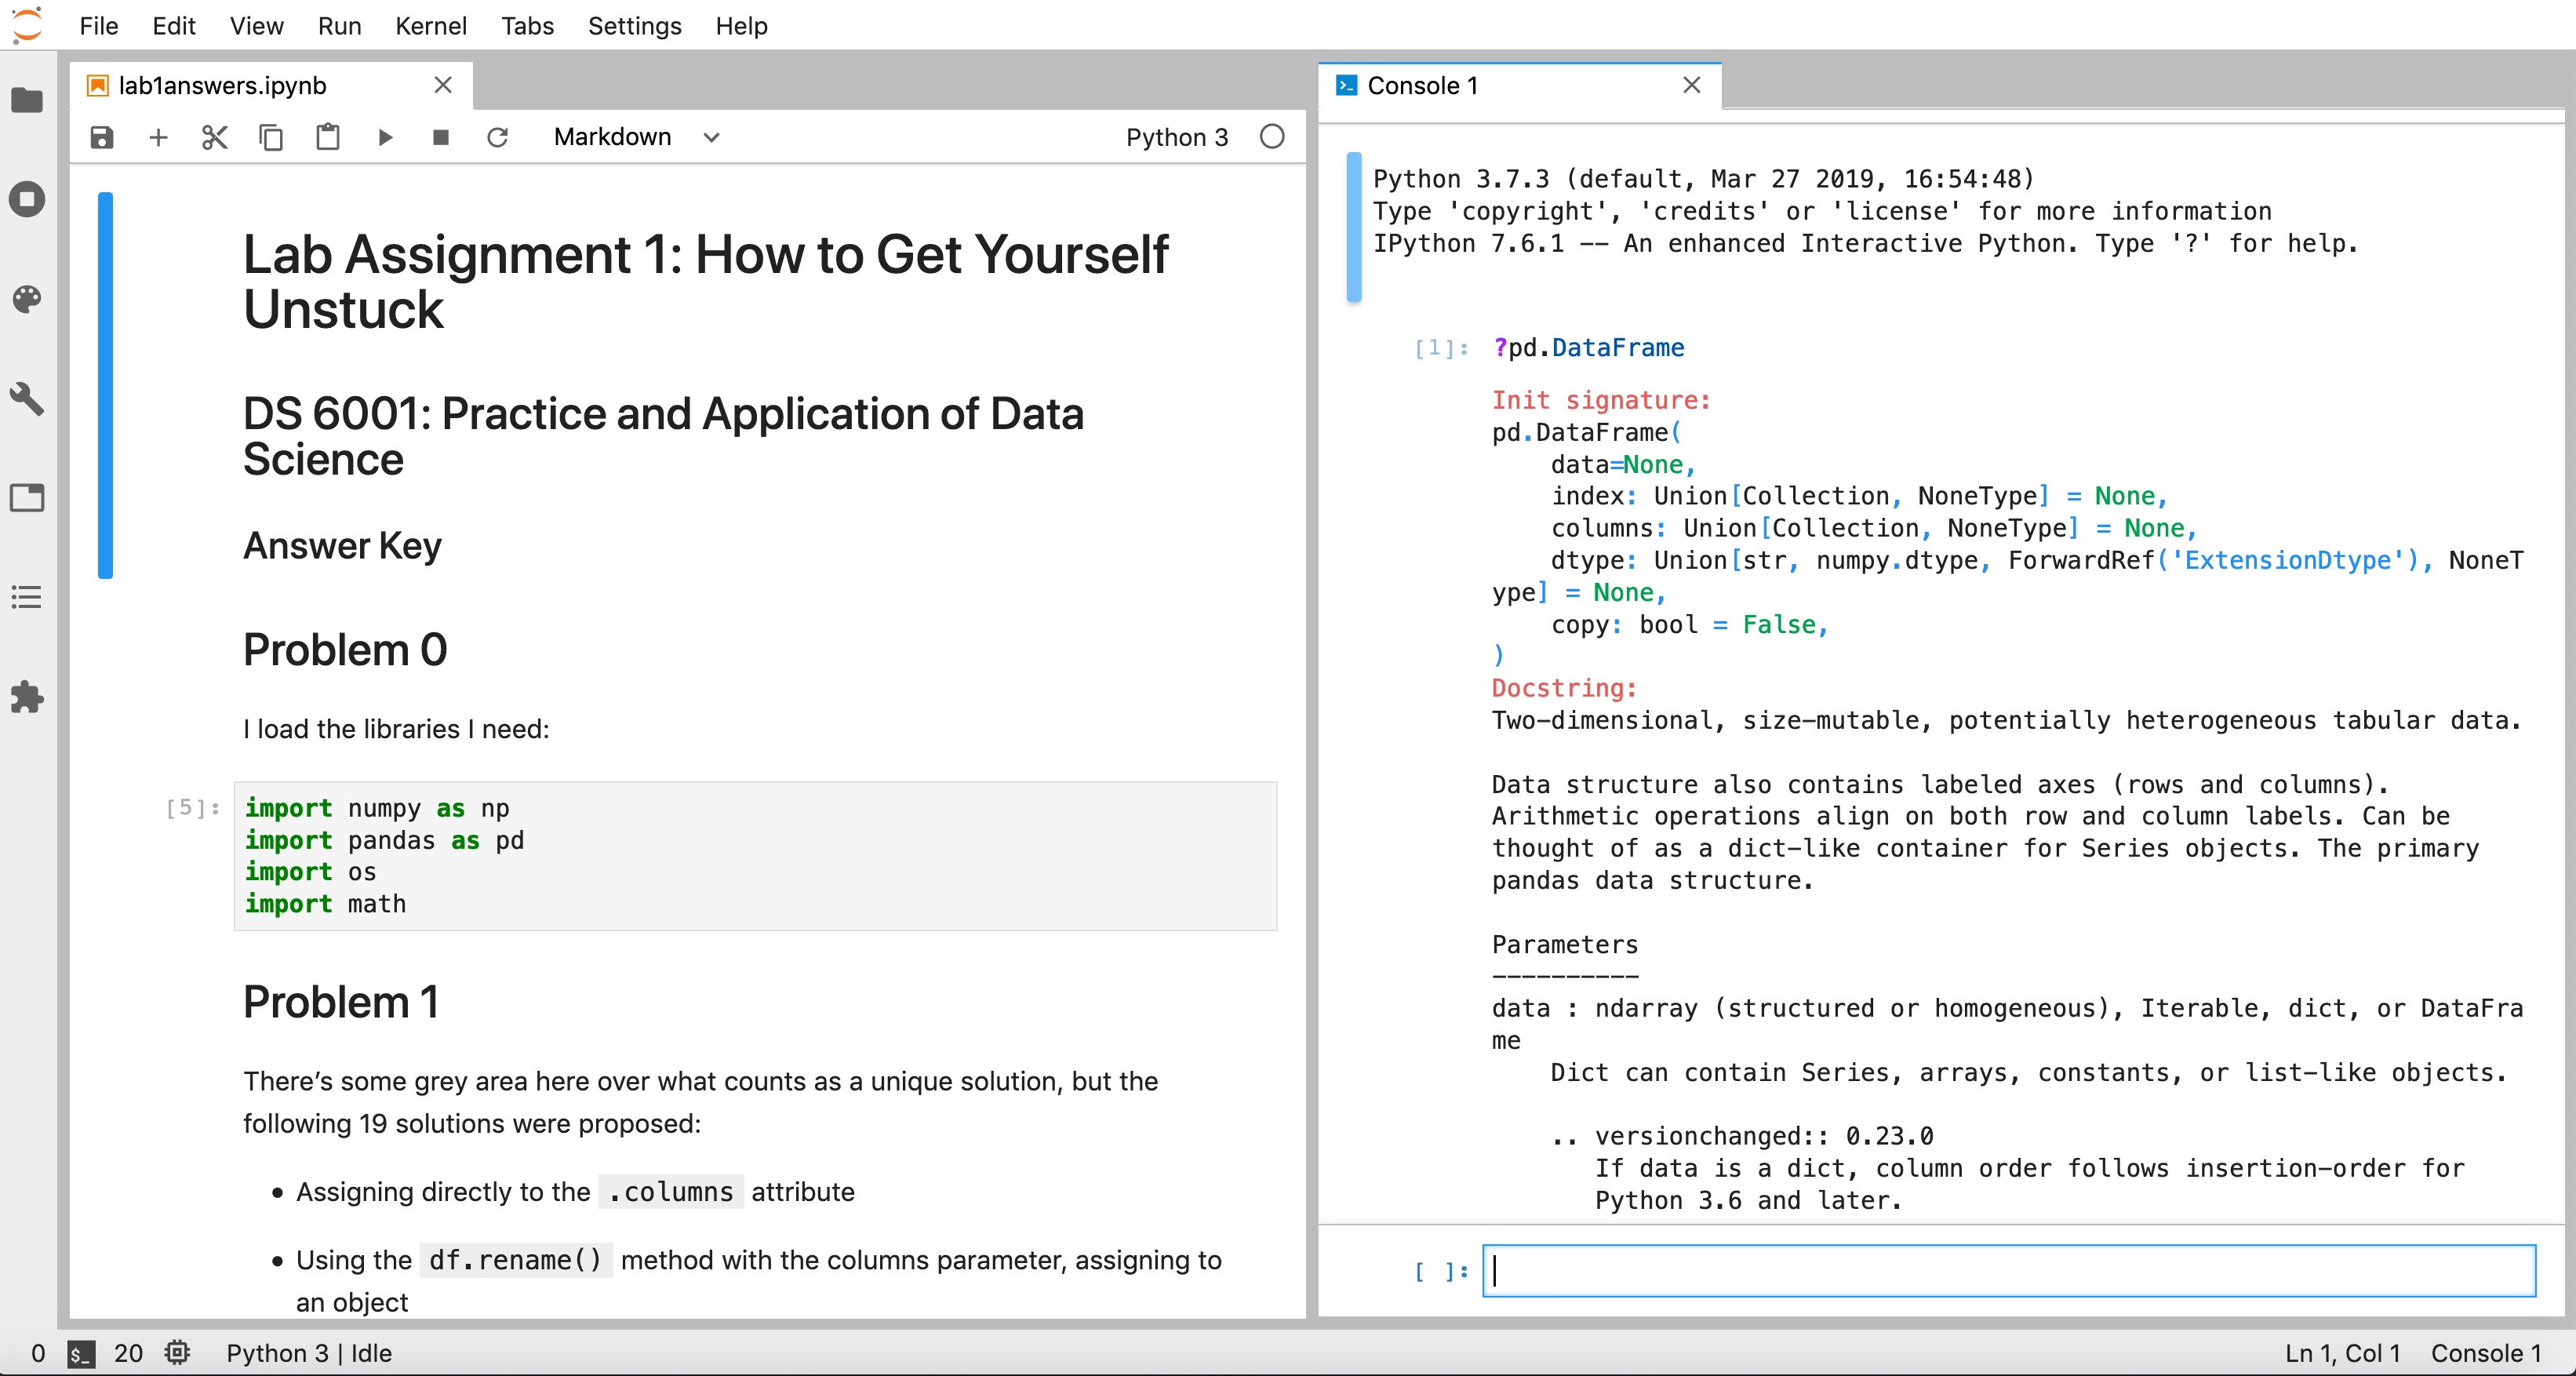 File Edit View Run Kernel Tabs Settings Help
lab1answers.ipynb
Markdown
Python 3
Lab Assignment 1: How to Get Yourself
Unstuck
DS 6001: Practice and Application of Data
Science
Answer Key
Problem 0
I load the libraries I need:
[5]:
import numpy as np
import pandas as pd
import os
import math
Problem 1
There’s some grey area here over what counts as a unique solution, but the
following 19 solutions were proposed:
• Assigning directly to the .columns attribute
• Using the df.rename() method with the columns parameter, assigning to
an object
Console 1
Python 3.7.3 (default, Mar 27 2019, 16:54:48)
Type 'copyright', 'credits' or 'license' for more information
IPython 7.6.1 -- An enhanced Interactive Python. Type '?' for help.
[1]: ?pd.DataFrame
Init signature:
pd.DataFrame(
    data=None,
    index: Union[Collection, NoneType] = None,
    columns: Union[Collection, NoneType] = None,
    dtype: Union[str, numpy.dtype, ForwardRef('ExtensionDtype'), NoneT
ype] = None,
    copy: bool = False,
)
Docstring:
Two-dimensional, size-mutable, potentially heterogeneous tabular data.
Data structure also contains labeled axes (rows and columns).
Arithmetic operations align on both row and column labels. Can be
thought of as a dict-like container for Series objects. The primary
pandas data structure.
Parameters
----------
data : ndarray (structured or homogeneous), Iterable, dict, or DataFra
me
    Dict can contain Series, arrays, constants, or list-like objects.
    .. versionchanged:: 0.23.0
       If data is a dict, column order follows insertion-order for
       Python 3.6 and later.
[ ]:
0 $_ 20 Python 3 | Idle
Ln 1, Col 1 Console 1